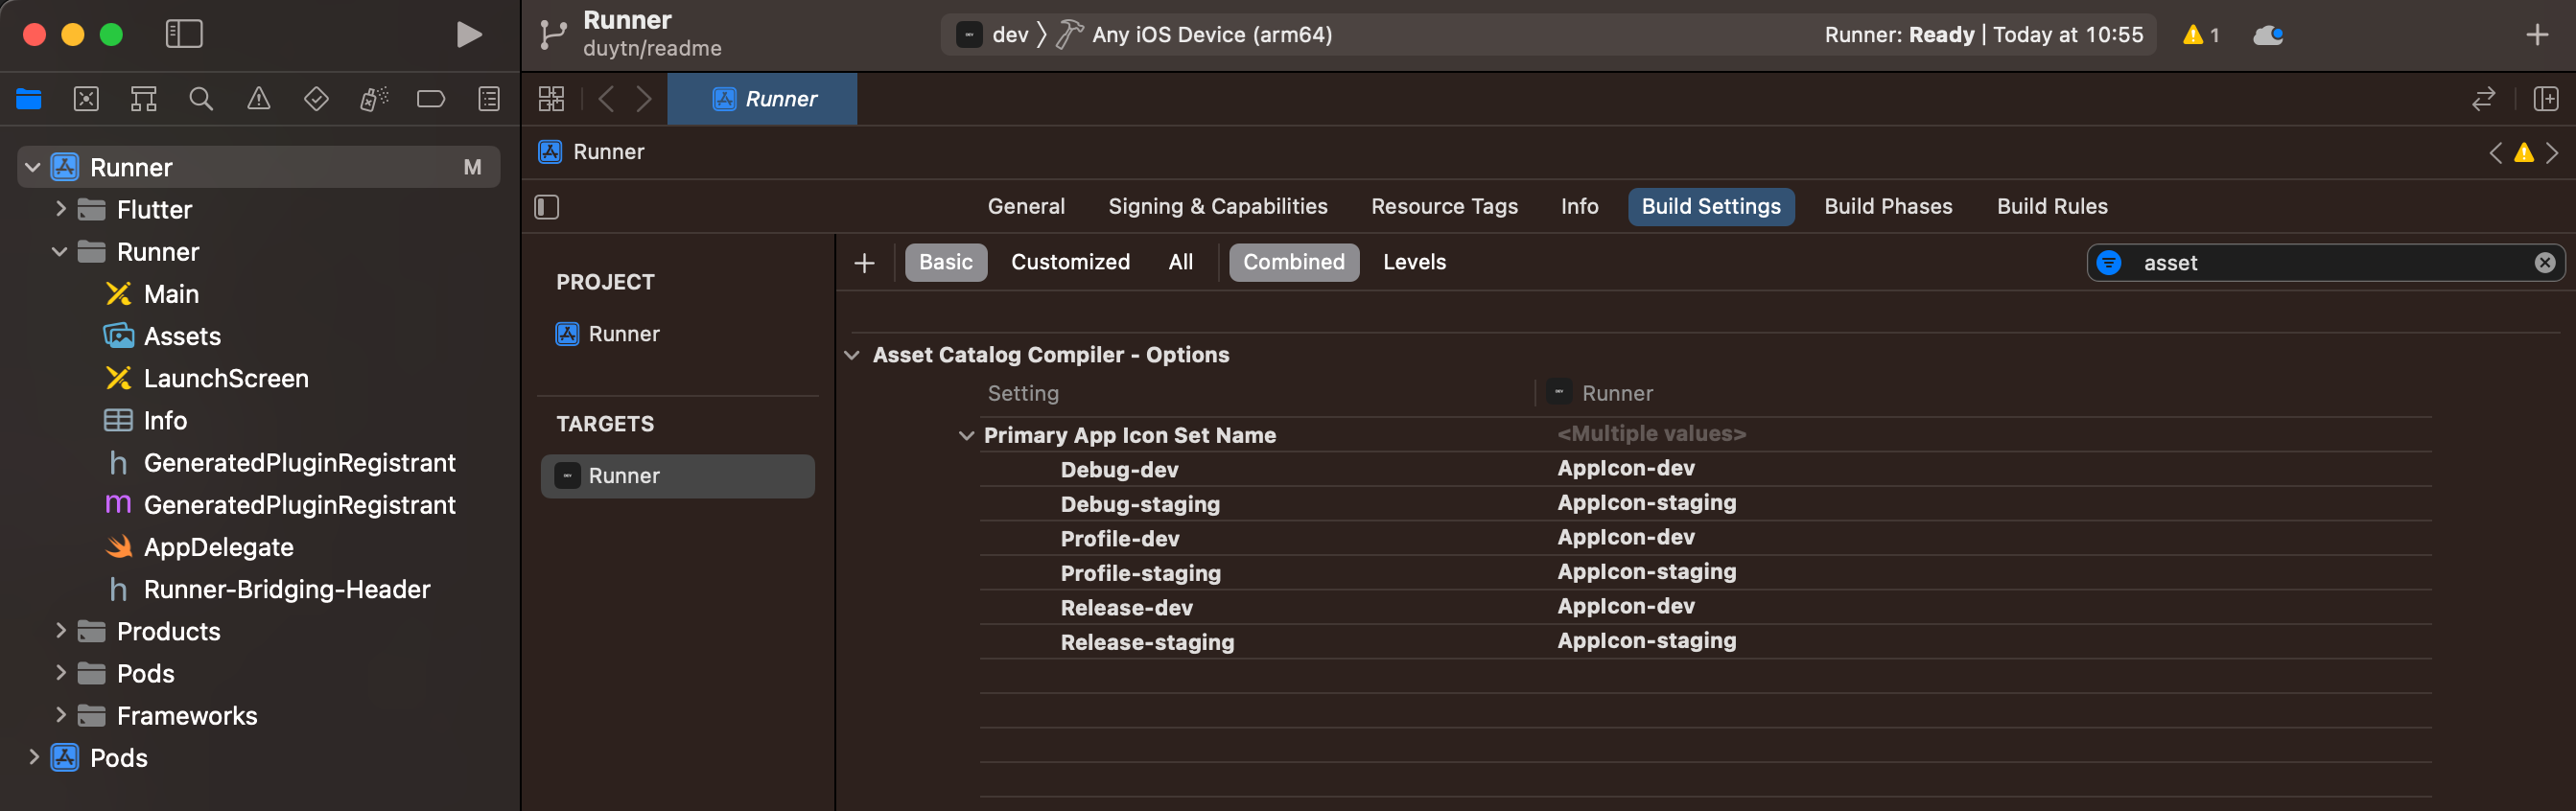 Runner
duytn/readme
dev
Any iOS Device (arm64)
Runner: Ready | Today at 10:55
1
Runner
Runner M
Flutter
Runner
Main
Assets
LaunchScreen
Info
h GeneratedPluginRegistrant
m GeneratedPluginRegistrant
AppDelegate
h Runner-Bridging-Header
Products
Pods
Frameworks
Pods
Runner
General Signing & Capabilities Resource Tags Info Build Settings Build Phases Build Rules
PROJECT
Runner
TARGETS
Runner
Basic Customized All Combined Levels
asset
Asset Catalog Compiler - Options
Setting Runner
Primary App Icon Set Name <Multiple values>
Debug-dev AppIcon-dev
Debug-staging AppIcon-staging
Profile-dev AppIcon-dev
Profile-staging AppIcon-staging
Release-dev AppIcon-dev
Release-staging AppIcon-staging